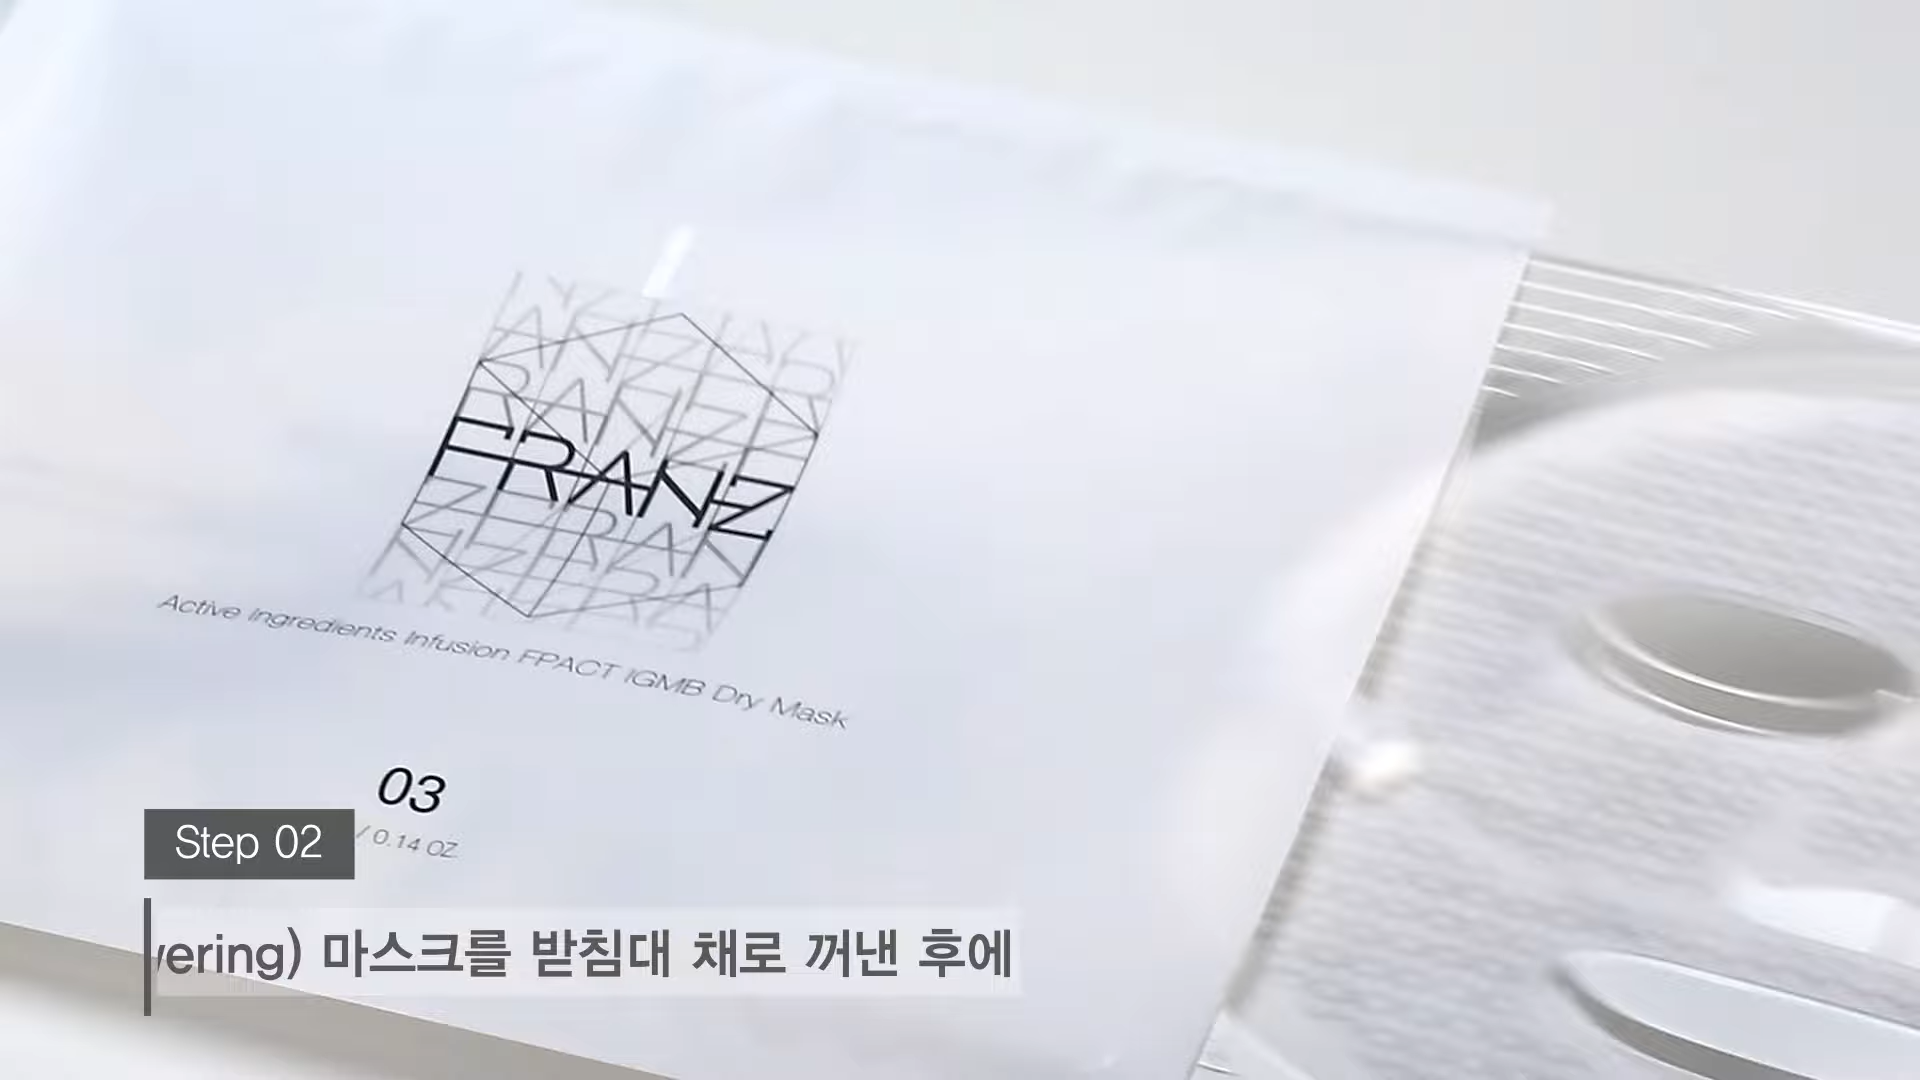 FRANZ
Active Ingredients Infusion FPACT IGMB Dry Mask
03
/ 0.14 OZ.
Step 02
ering) 마스크를 받침대 채로 꺼낸 후에